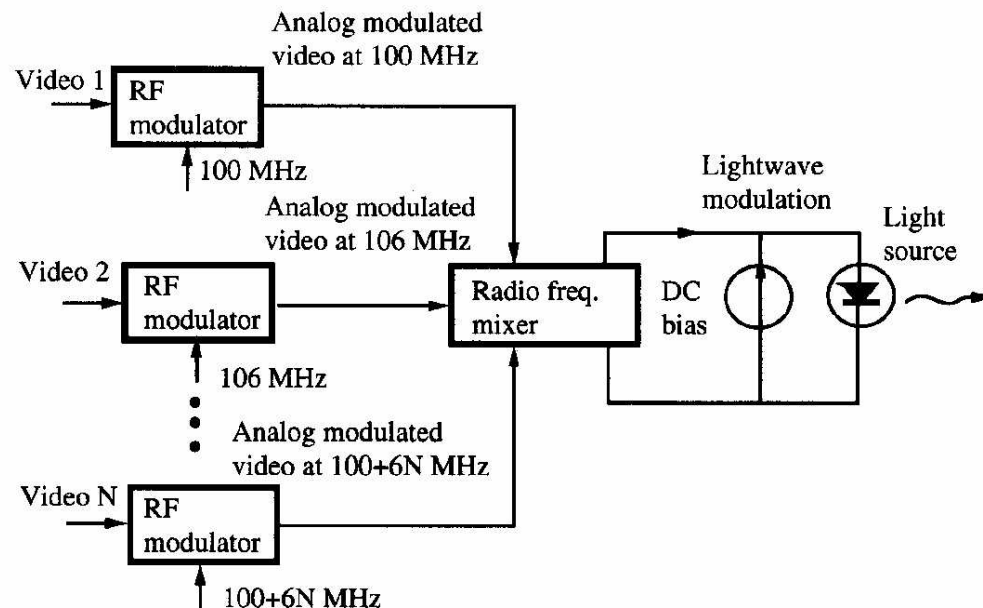 Analog modulated
video at 100 MHz
Video 1
RF
modulator
100 MHz
Analog modulated
video at 106 MHz
Lightwave
modulation
Light
source
Video 2
RF
modulator
Radio freq.
mixer
DC
bias
106 MHz
Analog modulated
video at 100+6N MHz
Video N
RF
modulator
100+6N MHz